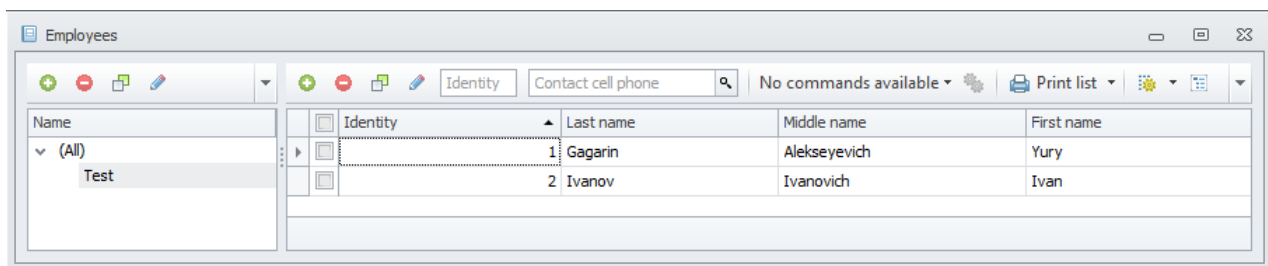 Employees
Identity Contact cell phone No commands available Print list
Name
(All)
Test
Identity Last name Middle name First name
1 Gagarin Alekseyevich Yury
2 Ivanov Ivanovich Ivan